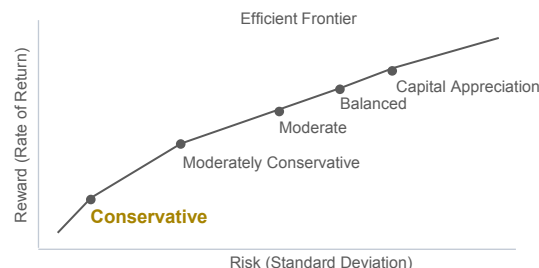 Efficient Frontier
Reward (Rate of Return)
Capital Appreciation
Balanced
Moderate
Moderately Conservative
Conservative
Risk (Standard Deviation)